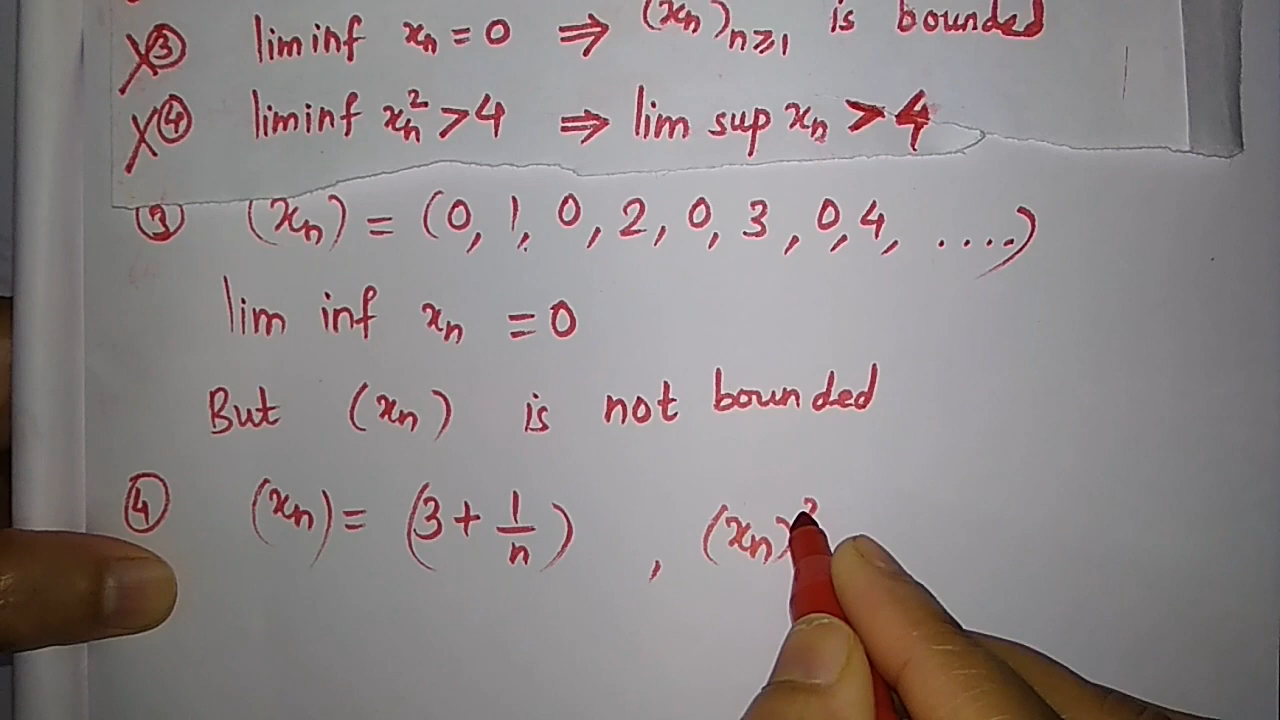 ③ lim inf xₙ = 0 ⇒ (xₙ)ₙ≥₁ is bounded
④ lim inf xₙ² > 4 ⇒ lim sup xₙ > 4
③ (xₙ) = (0, 1, 0, 2, 0, 3, 0, 4, ....)
lim inf xₙ = 0
But (xₙ) is not bounded
④ (xₙ) = (3 + 1/n) , (xₙ)²